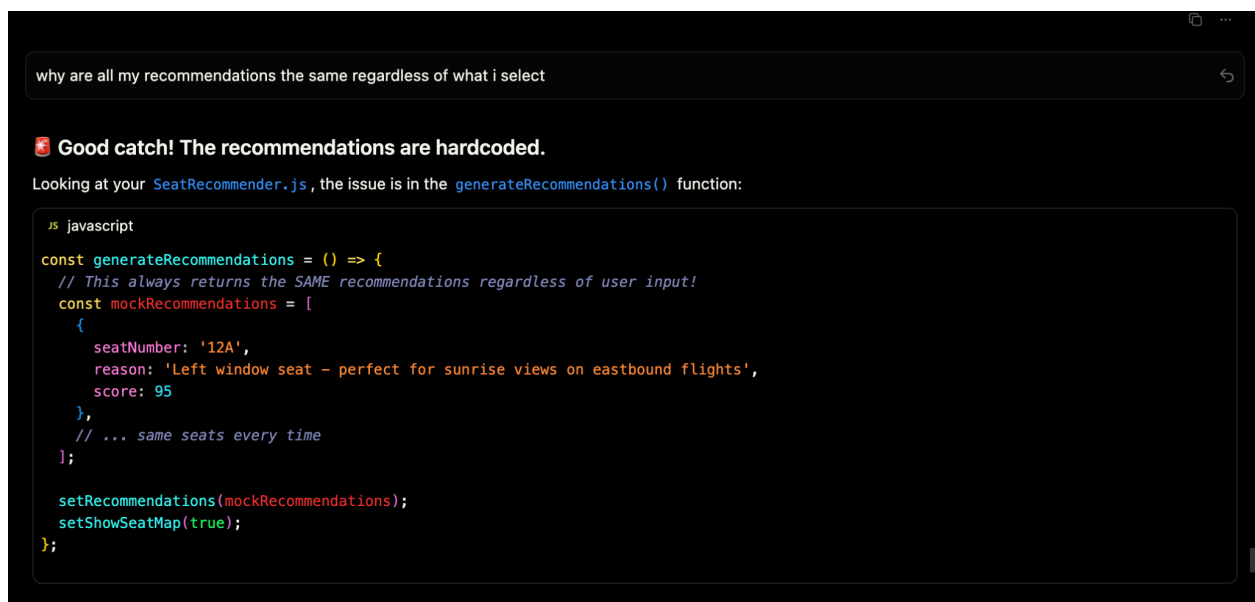 why are all my recommendations the same regardless of what i select
🚨 Good catch! The recommendations are hardcoded.
Looking at your SeatRecommender.js, the issue is in the generateRecommendations() function:
JS javascript
const generateRecommendations = () => {
  // This always returns the SAME recommendations regardless of user input!
  const mockRecommendations = [
    {
      seatNumber: '12A',
      reason: 'Left window seat – perfect for sunrise views on eastbound flights',
      score: 95
    },
    // ... same seats every time
  ];

  setRecommendations(mockRecommendations);
  setShowSeatMap(true);
};